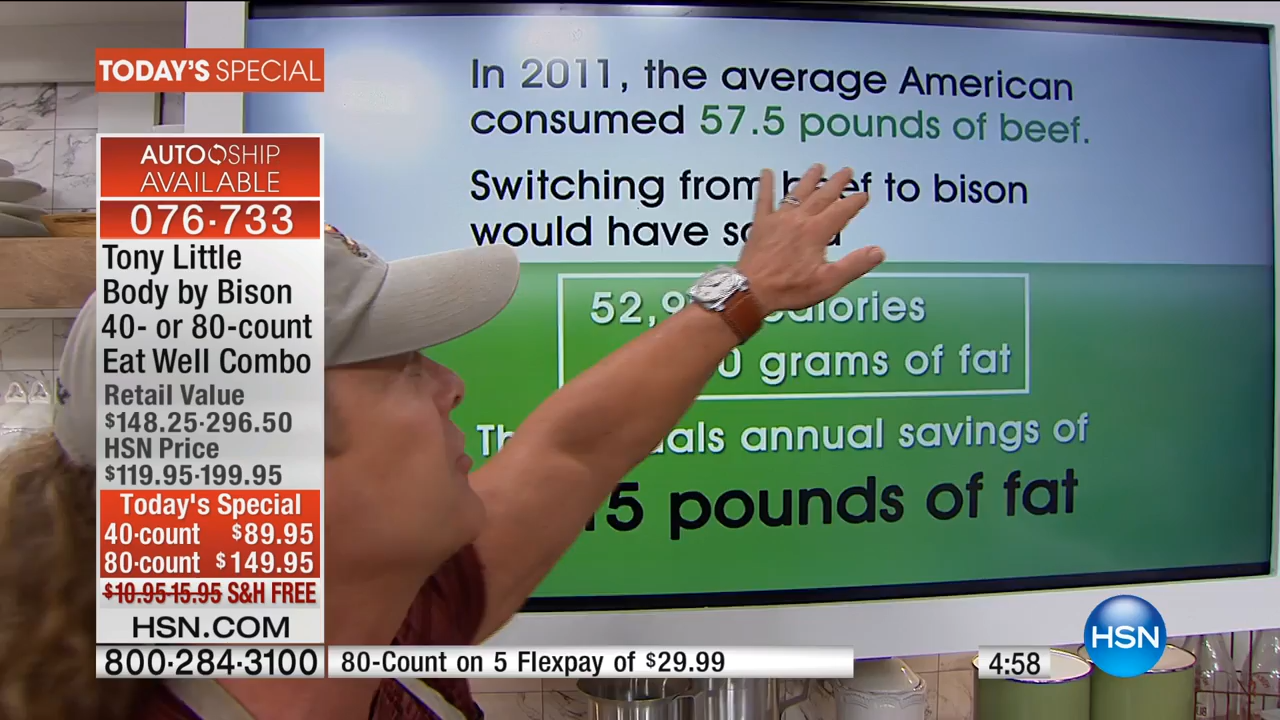 TODAY'S SPECIAL
AUTOSHIP
AVAILABLE
076·733
Tony Little
Body by Bison
40- or 80-count
Eat Well Combo
Retail Value
$148.25-296.50
HSN Price
$119.95-199.95
Today's Special
40-count $89.95
80-count $149.95
$10.95-15.95 S&H FREE
HSN.COM
800·284·3100
80-Count on 5 Flexpay of $29.99
4:58
HSN
In 2011, the average American
consumed 57.5 pounds of beef.
Switching from beef to bison
would have
calories
grams of fat
annual savings of
pounds of fat